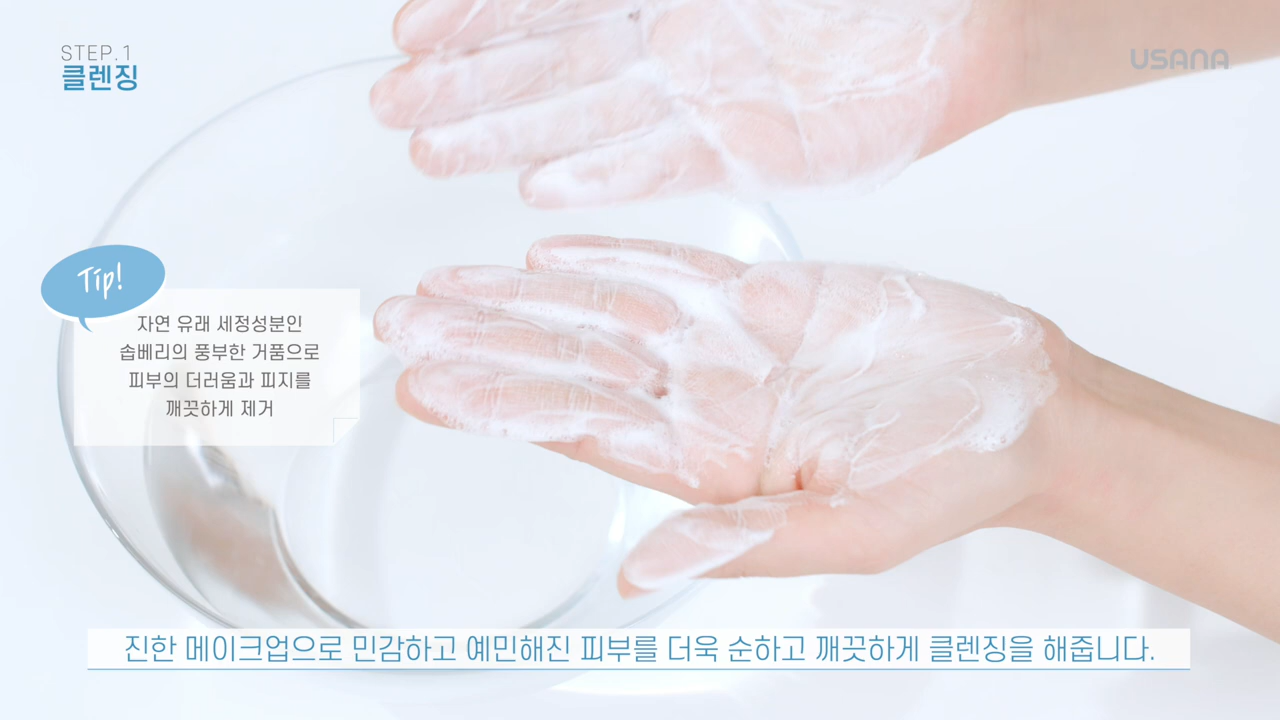 STEP.1
클렌징
USANA
Tip!
자연 유래 세정성분인
솝베리의 풍부한 거품으로
피부의 더러움과 피지를
깨끗하게 제거
진한 메이크업으로 민감하고 예민해진 피부를 더욱 순하고 깨끗하게 클렌징을 해줍니다.